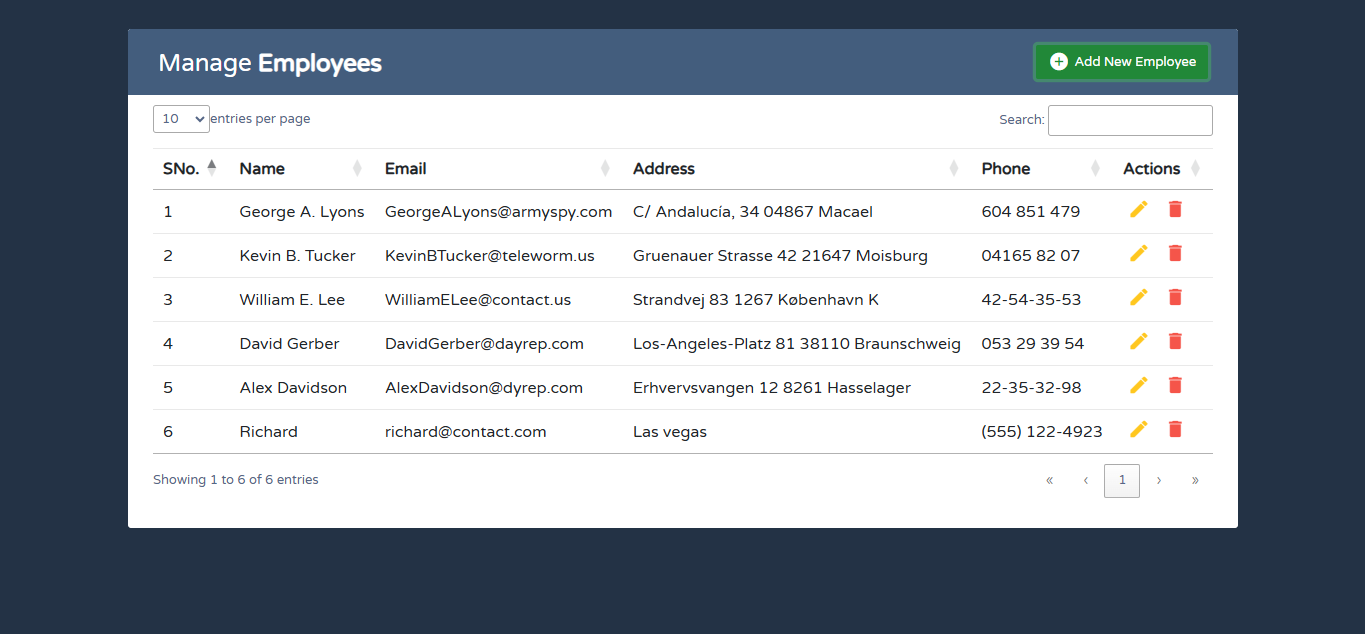 Manage Employees
Add New Employee
10 entries per page
Search:
SNo. Name Email Address Phone Actions
1 George A. Lyons GeorgeALyons@armyspy.com C/ Andalucía, 34 04867 Macael 604 851 479
2 Kevin B. Tucker KevinBTucker@teleworm.us Gruenauer Strasse 42 21647 Moisburg 04165 82 07
3 William E. Lee WilliamELee@contact.us Strandvej 83 1267 København K 42-54-35-53
4 David Gerber DavidGerber@dayrep.com Los-Angeles-Platz 81 38110 Braunschweig 053 29 39 54
5 Alex Davidson AlexDavidson@dyrep.com Erhvervsvangen 12 8261 Hasselager 22-35-32-98
6 Richard richard@contact.com Las vegas (555) 122-4923
Showing 1 to 6 of 6 entries
« ‹ 1 › »